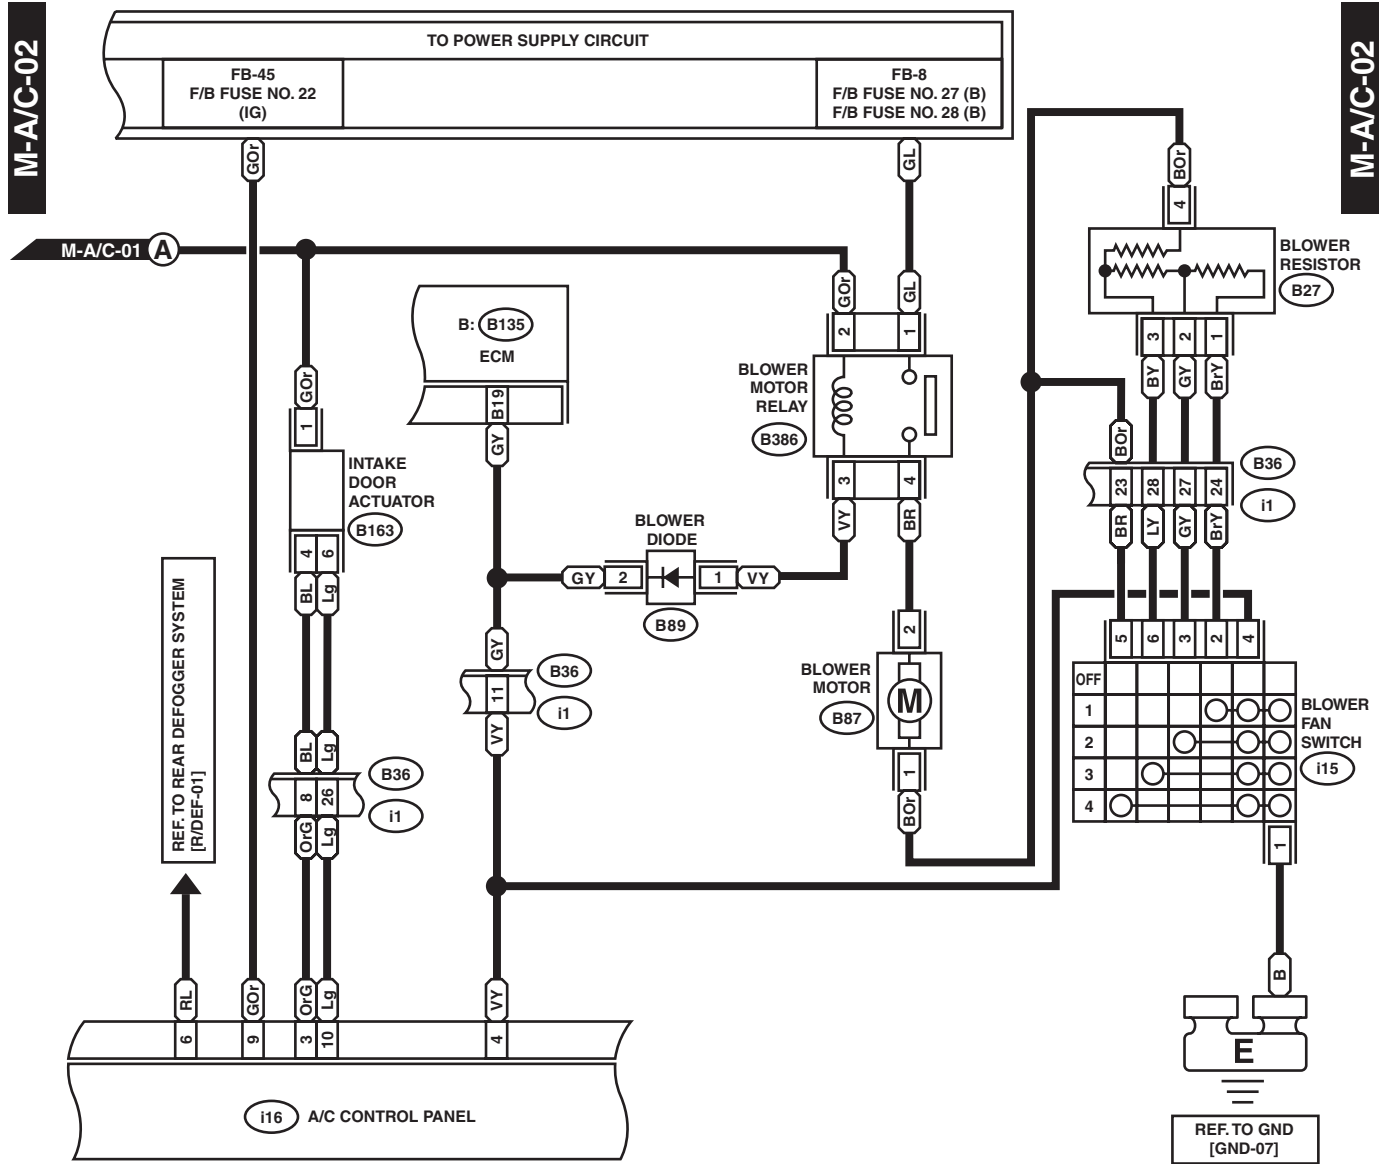 M-A/C-02
M-A/C-02
TO POWER SUPPLY CIRCUIT
FB-45
F/B FUSE NO. 22
(IG)
FB-8
F/B FUSE NO. 27 (B)
F/B FUSE NO. 28 (B)
GOr
GL
BOr
4
M-A/C-01 A
BLOWER
RESISTOR
B27
B: B135
ECM
B19
GY
GOr
GL
2
1
3
2
1
BY
GY
BrY
BLOWER
MOTOR
RELAY
B386
GOr
1
INTAKE
DOOR
ACTUATOR
B163
4
6
BL
Lg
3
4
VY
BR
BOr
23
28
27
24
B36
i1
BR
LY
GY
BrY
BLOWER
DIODE
GY
2
1
VY
B89
REF. TO REAR DEFOGGER SYSTEM
[R/DEF-01]
GY
11
B36
i1
VY
2
BLOWER
MOTOR
B87
M
1
BOr
5
6
3
2
4
OFF
1
2
3
4
BLOWER
FAN
SWITCH
i15
1
BL
Lg
8
26
B36
i1
OrG
Lg
B
RL
GOr
OrG
Lg
VY
6
9
3
10
4
E
i16 A/C CONTROL PANEL
REF. TO GND
[GND-07]